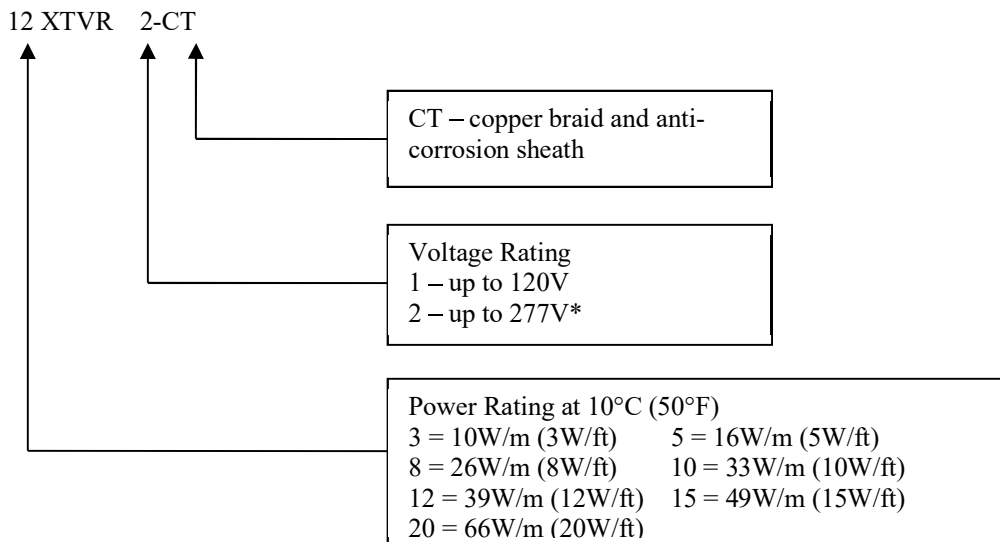 12 XTVR 2-CT
CT – copper braid and anti-
corrosion sheath
Voltage Rating
1 – up to 120V
2 – up to 277V*
Power Rating at 10°C (50°F)
3 = 10W/m (3W/ft) 5 = 16W/m (5W/ft)
8 = 26W/m (8W/ft) 10 = 33W/m (10W/ft)
12 = 39W/m (12W/ft) 15 = 49W/m (15W/ft)
20 = 66W/m (20W/ft)